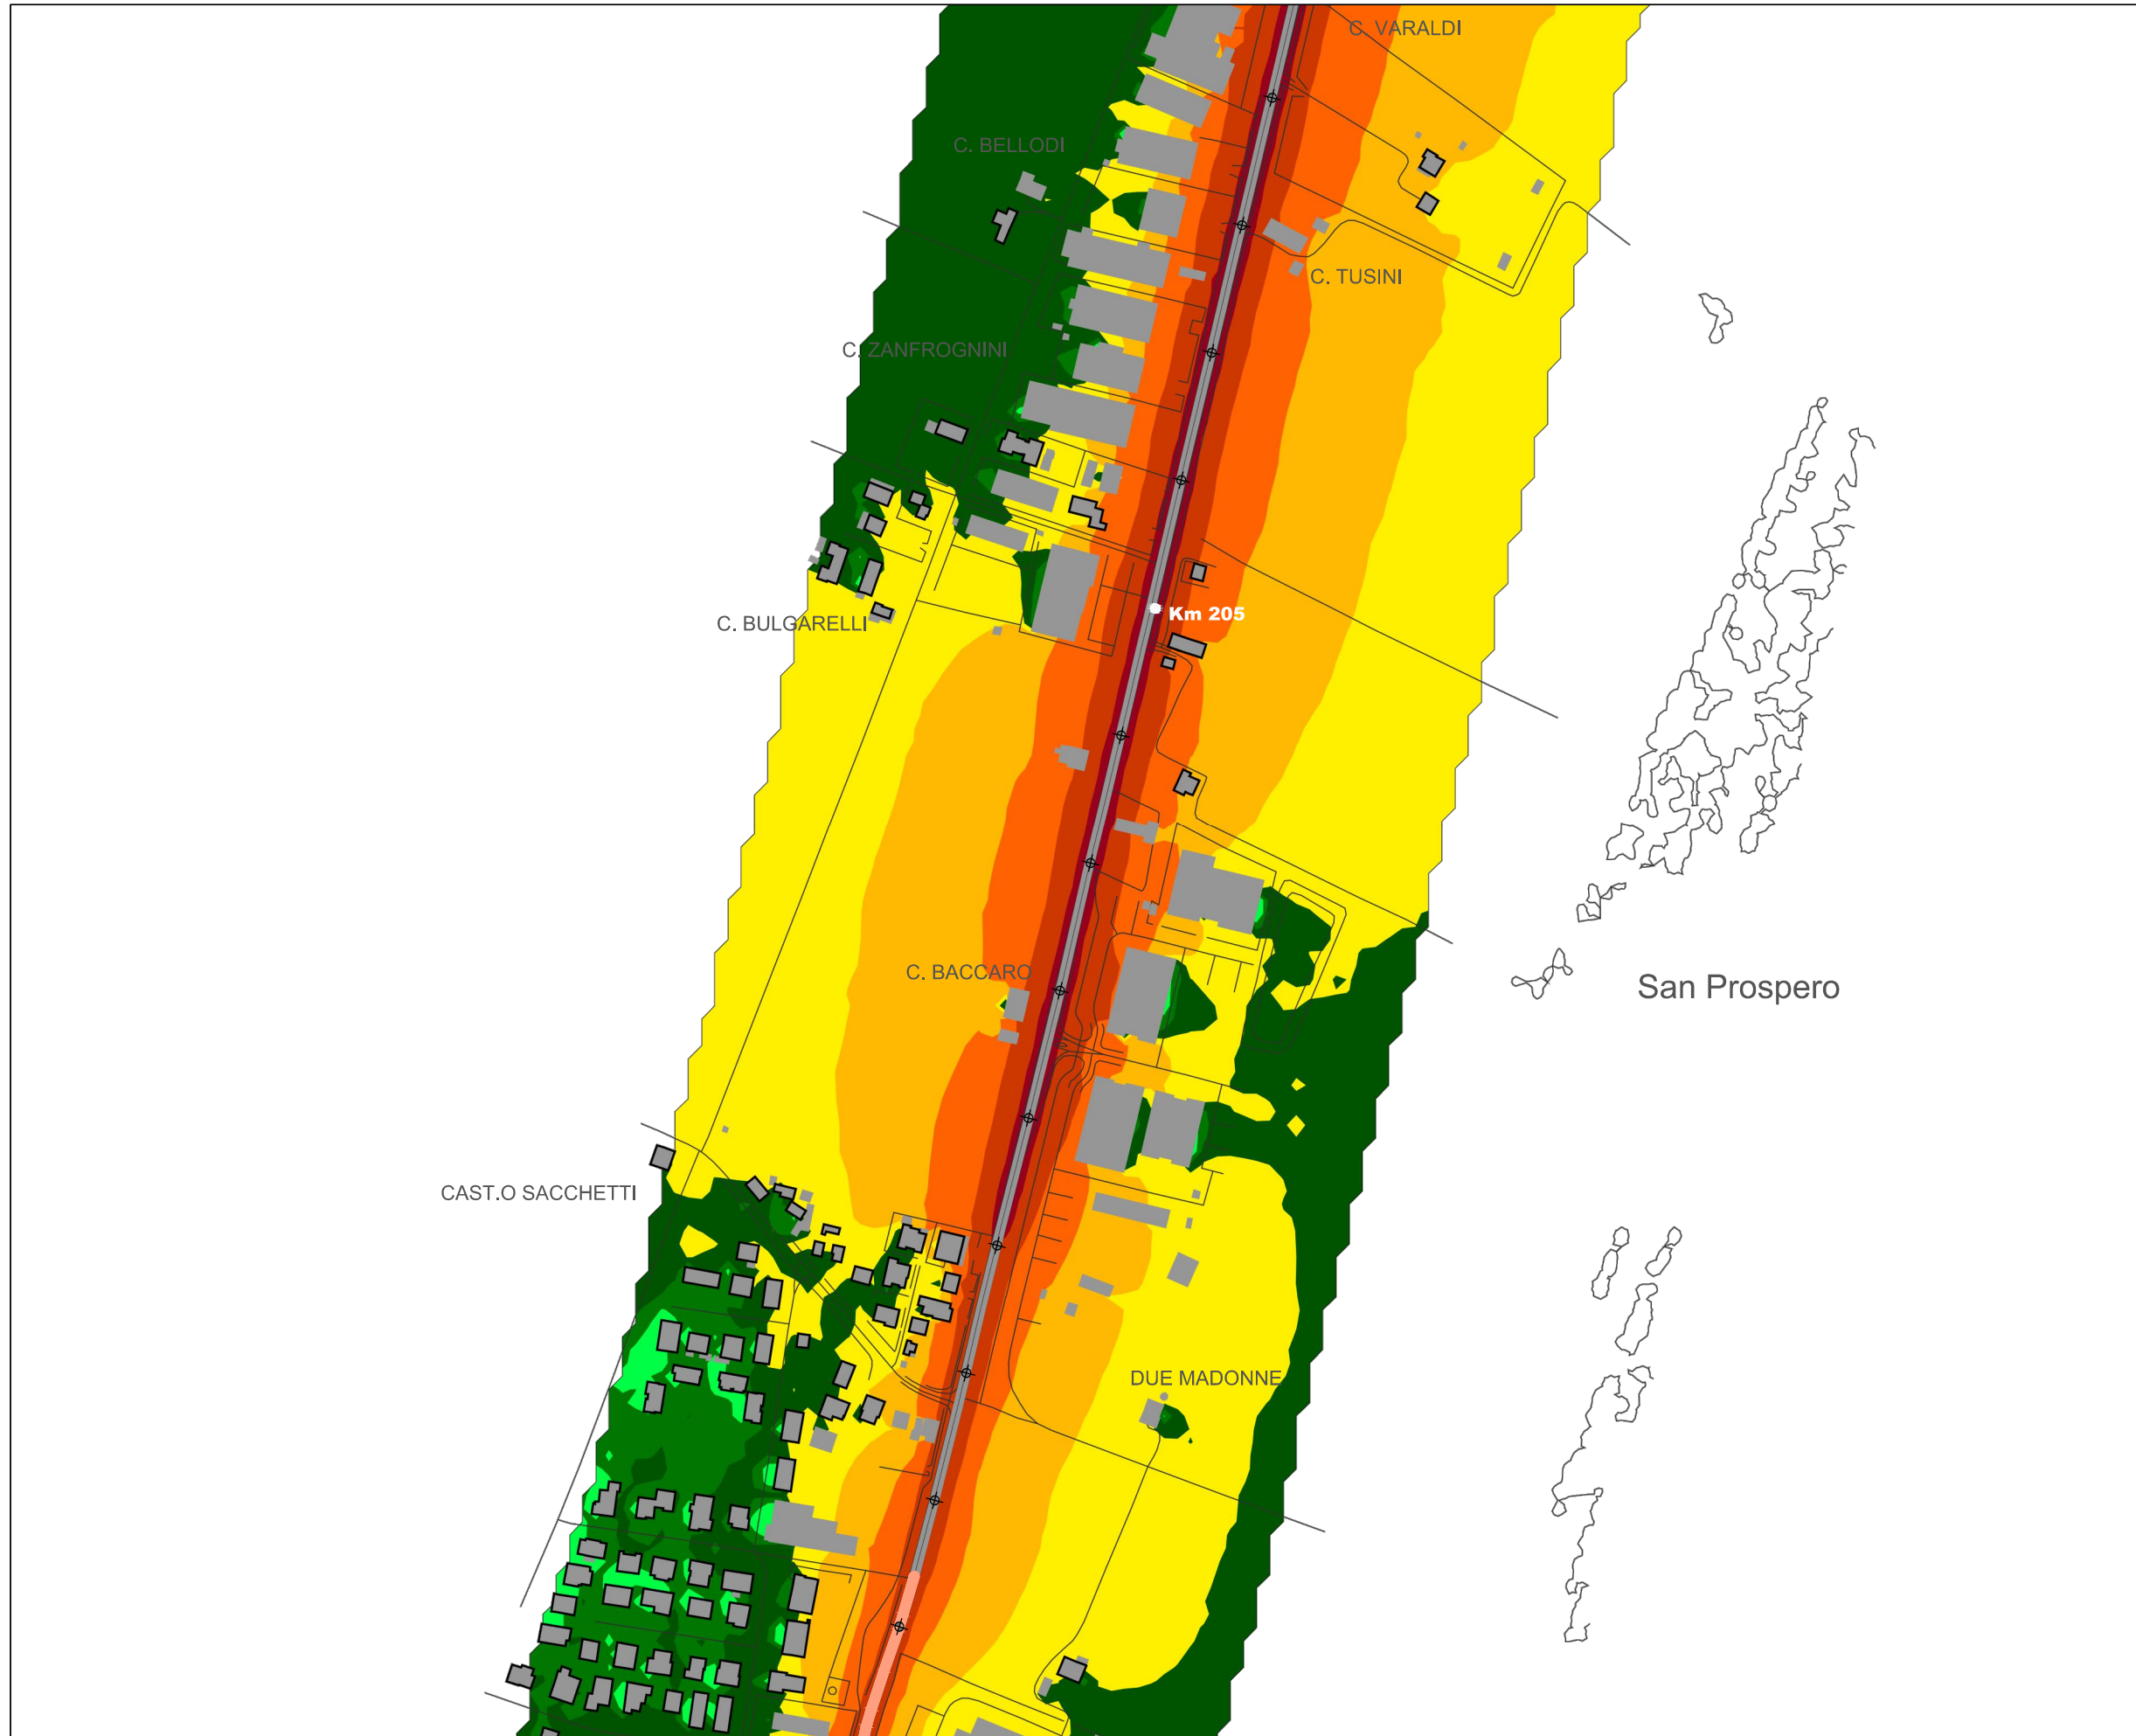 C. VARALDI
C. BELLODI
C. TUSINI
C. ZANFROGNINI
Km 205
C. BULGARELLI
C. BACCARO
San Prospero
CAST.O SACCHETTI
DUE MADONNE